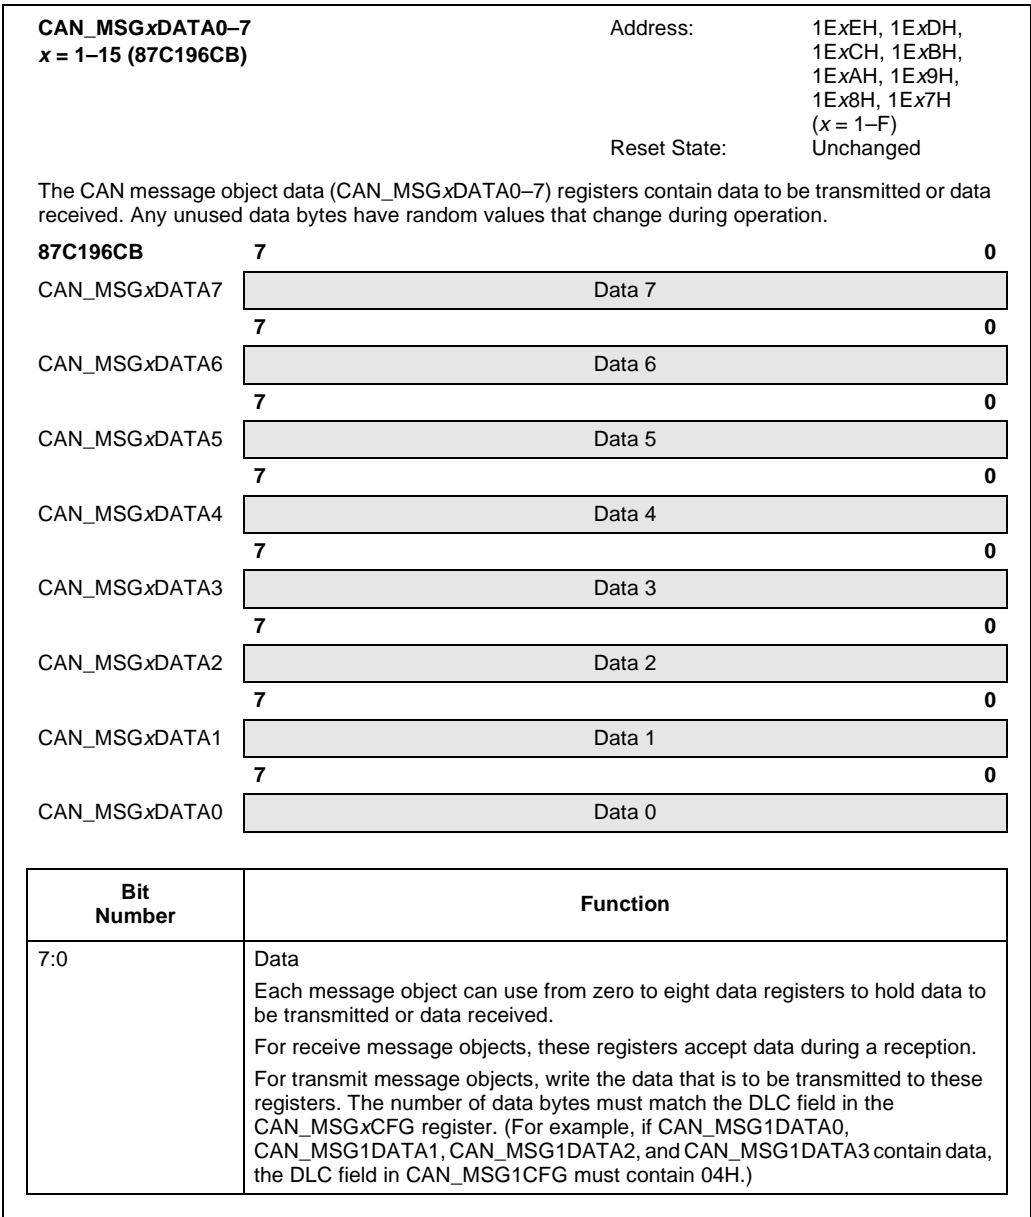 CAN_MSGxDATA0–7 Address: 1ExEH, 1ExDH,
x = 1–15 (87C196CB) 1ExCH, 1ExBH,
1ExAH, 1Ex9H,
1Ex8H, 1Ex7H
(x = 1–F)
Reset State: Unchanged
The CAN message object data (CAN_MSGxDATA0–7) registers contain data to be transmitted or data
received. Any unused data bytes have random values that change during operation.
87C196CB 7 0
CAN_MSGxDATA7 Data 7
7 0
CAN_MSGxDATA6 Data 6
7 0
CAN_MSGxDATA5 Data 5
7 0
CAN_MSGxDATA4 Data 4
7 0
CAN_MSGxDATA3 Data 3
7 0
CAN_MSGxDATA2 Data 2
7 0
CAN_MSGxDATA1 Data 1
7 0
CAN_MSGxDATA0 Data 0
Bit
Number
Function
7:0 Data
Each message object can use from zero to eight data registers to hold data to
be transmitted or data received.
For receive message objects, these registers accept data during a reception.
For transmit message objects, write the data that is to be transmitted to these
registers. The number of data bytes must match the DLC field in the
CAN_MSGxCFG register. (For example, if CAN_MSG1DATA0,
CAN_MSG1DATA1, CAN_MSG1DATA2, and CAN_MSG1DATA3 contain data,
the DLC field in CAN_MSG1CFG must contain 04H.)